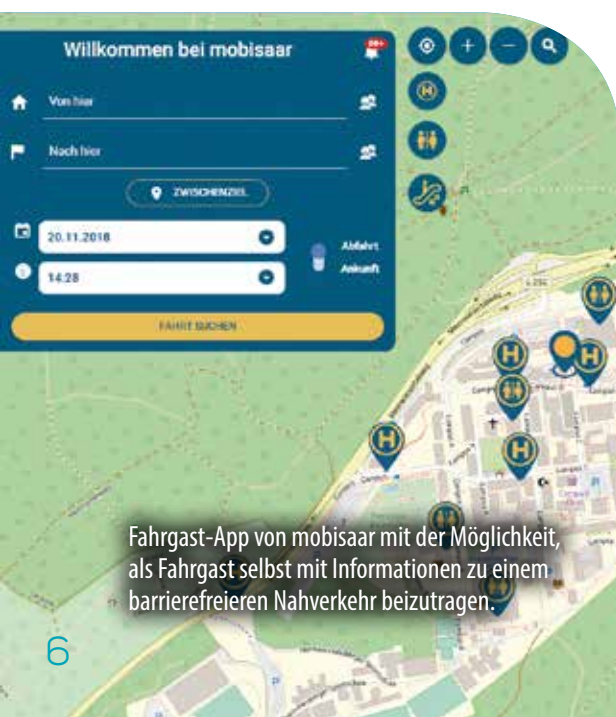 Willkommen bei mobisaar
99+
Von hier
Nach hier
ZWISCHENZIEL
20.11.2018
Abfahrt
14:28
Ankunft
FAHRT SUCHEN
H
H
H
H
H
Fahrgast-App von mobisaar mit der Möglichkeit,
als Fahrgast selbst mit Informationen zu einem
barrierefreieren Nahverkehr beizutragen.
6